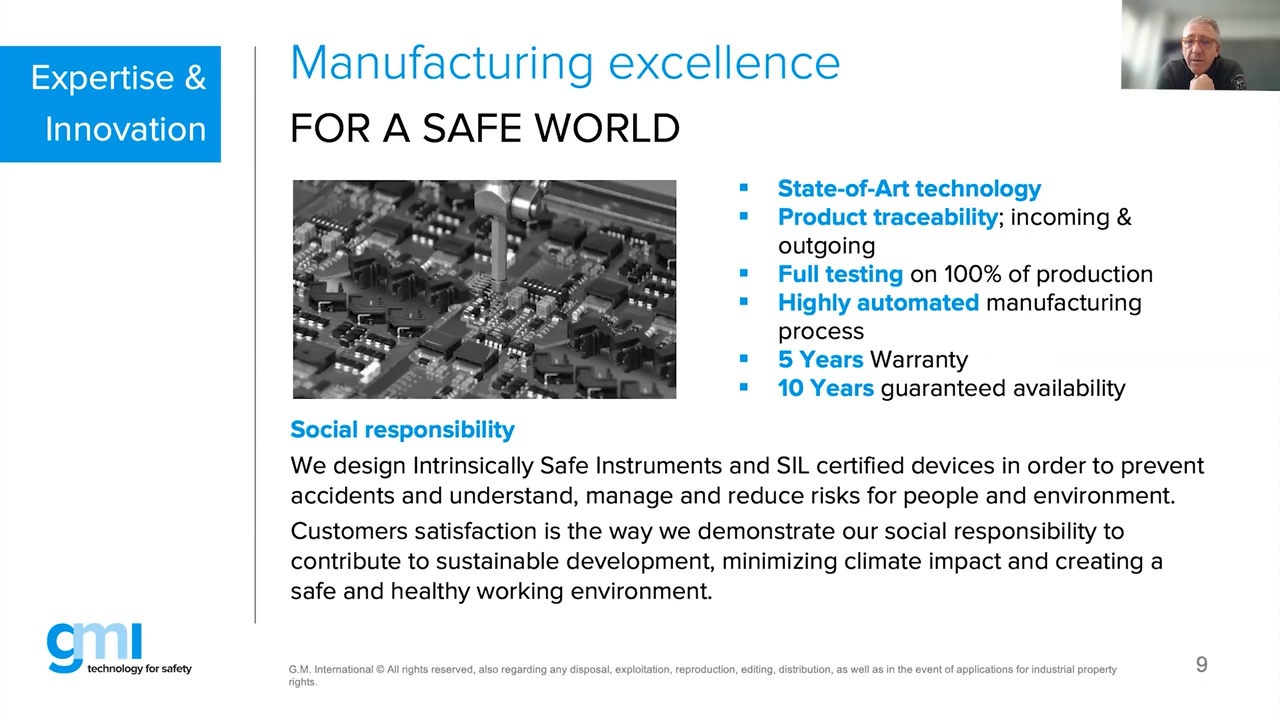 Expertise &
Innovation
Manufacturing excellence
FOR A SAFE WORLD
▪ State-of-Art technology
▪ Product traceability; incoming &
outgoing
▪ Full testing on 100% of production
▪ Highly automated manufacturing
process
▪ 5 Years Warranty
▪ 10 Years guaranteed availability
Social responsibility
We design Intrinsically Safe Instruments and SIL certified devices in order to prevent
accidents and understand, manage and reduce risks for people and environment.
Customers satisfaction is the way we demonstrate our social responsibility to
contribute to sustainable development, minimizing climate impact and creating a
safe and healthy working environment.
gmi
technology for safety
G.M. International © All rights reserved, also regarding any disposal, exploitation, reproduction, editing, distribution, as well as in the event of applications for industrial property
rights.
9